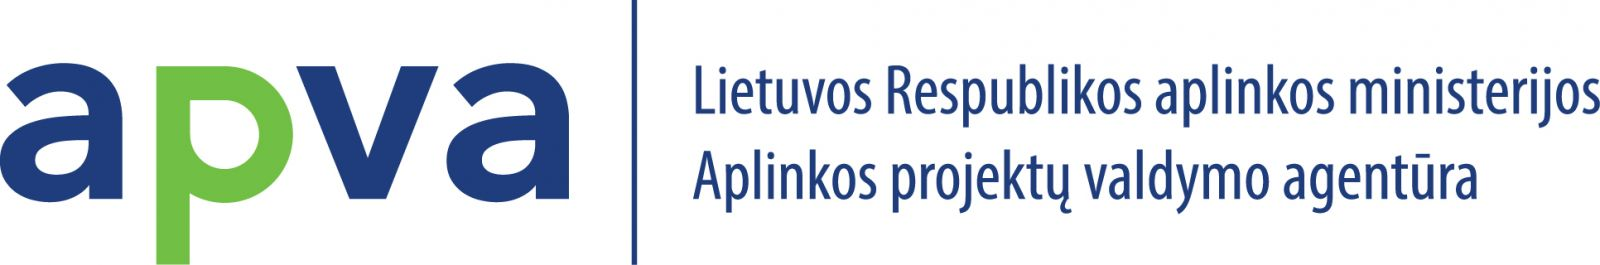 apva
Lietuvos Respublikos aplinkos ministerijos
Aplinkos projektų valdymo agentūra